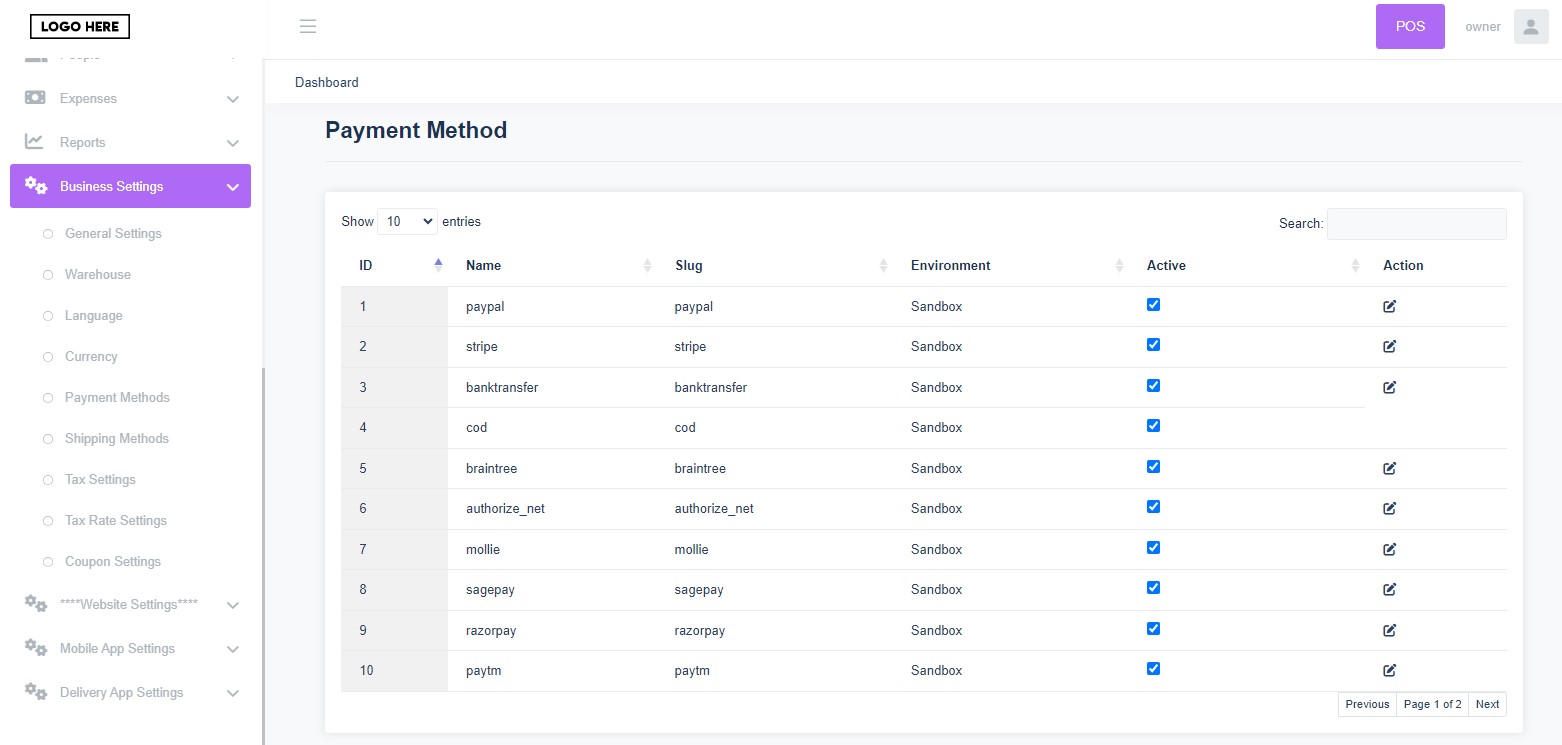 LOGO HERE
POS
owner
People
Expenses
Reports
Business Settings
General Settings
Warehouse
Language
Currency
Payment Methods
Shipping Methods
Tax Settings
Tax Rate Settings
Coupon Settings
****Website Settings****
Mobile App Settings
Delivery App Settings
Dashboard
Payment Method
Show 10 entries
Search:
ID Name Slug Environment Active Action
1 paypal paypal Sandbox
2 stripe stripe Sandbox
3 banktransfer banktransfer Sandbox
4 cod cod Sandbox
5 braintree braintree Sandbox
6 authorize_net authorize_net Sandbox
7 mollie mollie Sandbox
8 sagepay sagepay Sandbox
9 razorpay razorpay Sandbox
10 paytm paytm Sandbox
Previous Page 1 of 2 Next